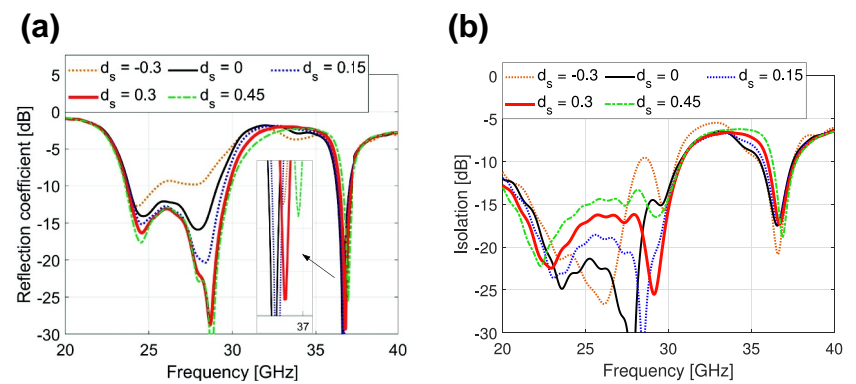 (a)
d_s = -0.3 d_s = 0 d_s = 0.15
d_s = 0.3 d_s = 0.45
5
0
-5
-10
-15
-20
-25
-30
Reflection coefficient [dB]
37
20 25 30 35 40
Frequency [GHz]
(b)
d_s = -0.3 d_s = 0 d_s = 0.15
d_s = 0.3 d_s = 0.45
0
-5
-10
-15
-20
-25
-30
Isolation [dB]
20 25 30 35 40
Frequency [GHz]